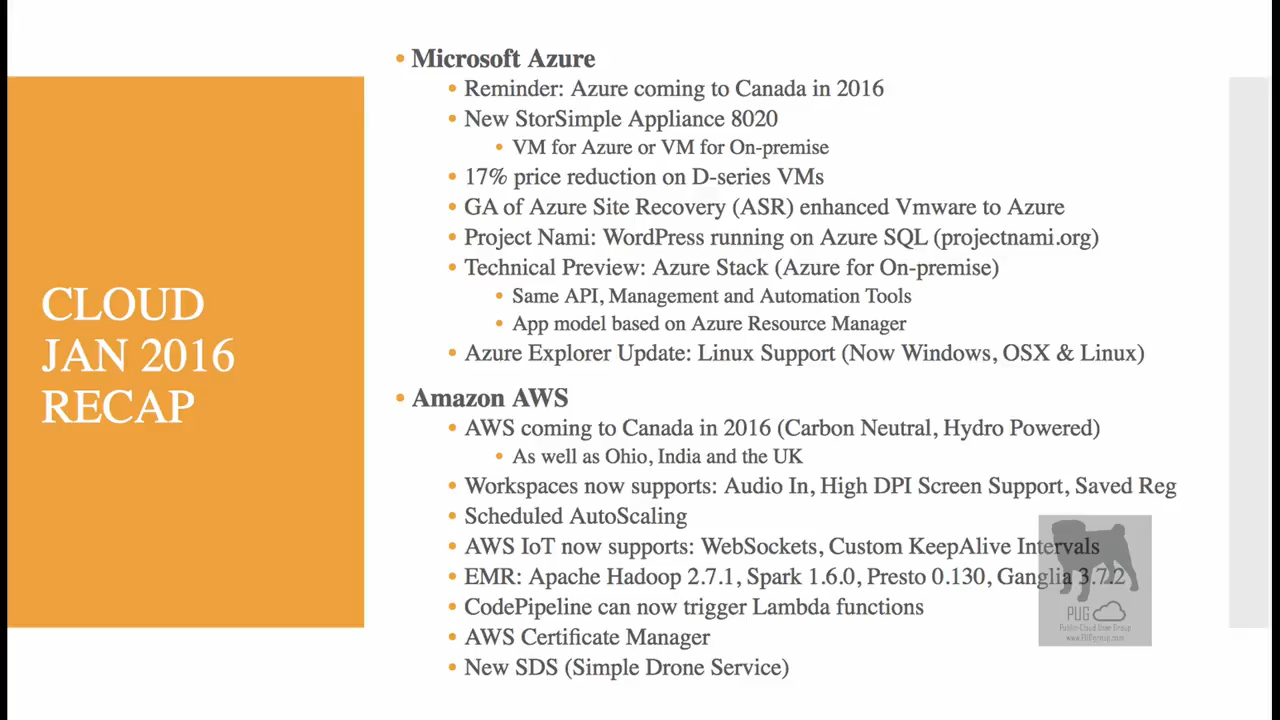 CLOUD
JAN 2016
RECAP
• Microsoft Azure
• Reminder: Azure coming to Canada in 2016
• New StorSimple Appliance 8020
• VM for Azure or VM for On-premise
• 17% price reduction on D-series VMs
• GA of Azure Site Recovery (ASR) enhanced Vmware to Azure
• Project Nami: WordPress running on Azure SQL (projectnami.org)
• Technical Preview: Azure Stack (Azure for On-premise)
• Same API, Management and Automation Tools
• App model based on Azure Resource Manager
• Azure Explorer Update: Linux Support (Now Windows, OSX & Linux)
• Amazon AWS
• AWS coming to Canada in 2016 (Carbon Neutral, Hydro Powered)
• As well as Ohio, India and the UK
• Workspaces now supports: Audio In, High DPI Screen Support, Saved Reg
• Scheduled AutoScaling
• AWS IoT now supports: WebSockets, Custom KeepAlive Intervals
• EMR: Apache Hadoop 2.7.1, Spark 1.6.0, Presto 0.130, Ganglia 3.7.2
• CodePipeline can now trigger Lambda functions
• AWS Certificate Manager
• New SDS (Simple Drone Service)
PUG
Public Cloud User Group
www.PUGgroup.com